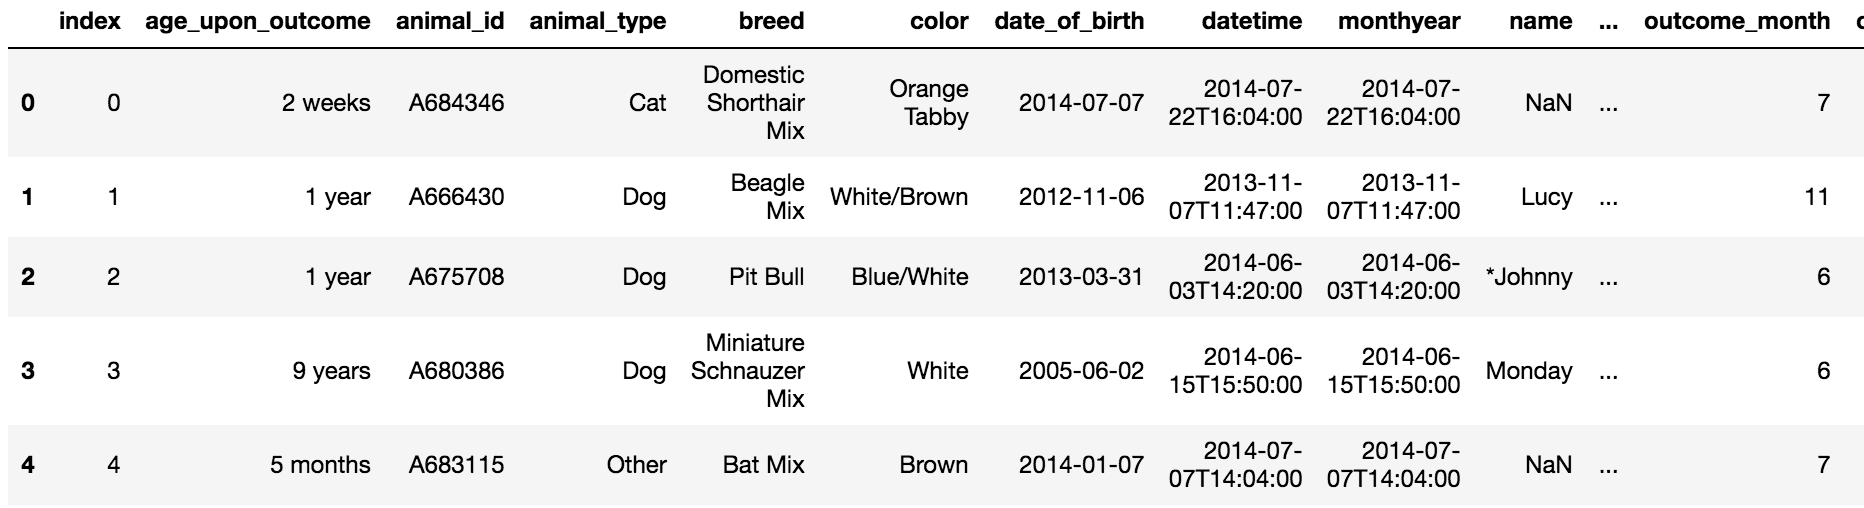 index age_upon_outcome animal_id animal_type breed color date_of_birth datetime monthyear name ... outcome_month
0 0 2 weeks A684346 Cat Domestic Shorthair Mix Orange Tabby 2014-07-07 2014-07-22T16:04:00 2014-07-22T16:04:00 NaN ... 7
1 1 1 year A666430 Dog Beagle Mix White/Brown 2012-11-06 2013-11-07T11:47:00 2013-11-07T11:47:00 Lucy ... 11
2 2 1 year A675708 Dog Pit Bull Blue/White 2013-03-31 2014-06-03T14:20:00 2014-06-03T14:20:00 *Johnny ... 6
3 3 9 years A680386 Dog Miniature Schnauzer Mix White 2005-06-02 2014-06-15T15:50:00 2014-06-15T15:50:00 Monday ... 6
4 4 5 months A683115 Other Bat Mix Brown 2014-01-07 2014-07-07T14:04:00 2014-07-07T14:04:00 NaN ... 7